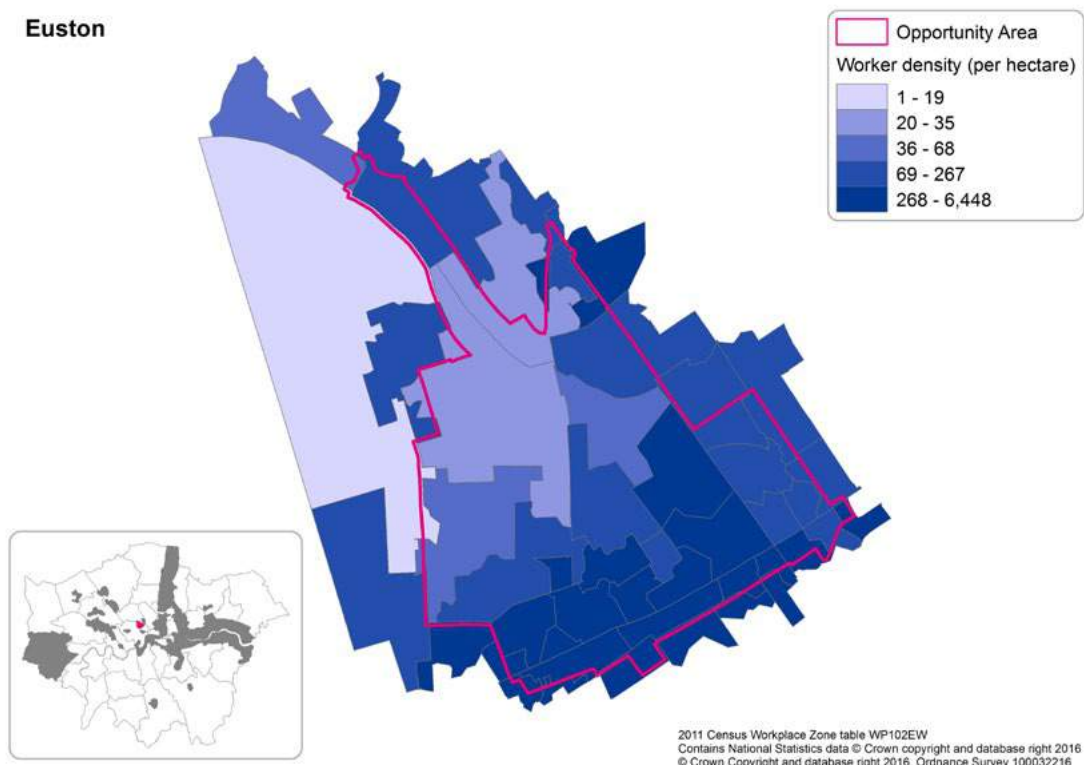 Euston
Opportunity Area
Worker density (per hectare)
1 - 19
20 - 35
36 - 68
69 - 267
268 - 6,448
2011 Census Workplace Zone table WP102EW
Contains National Statistics data © Crown copyright and database right 2016
© Crown Copyright and database right 2016. Ordnance Survey 100032216